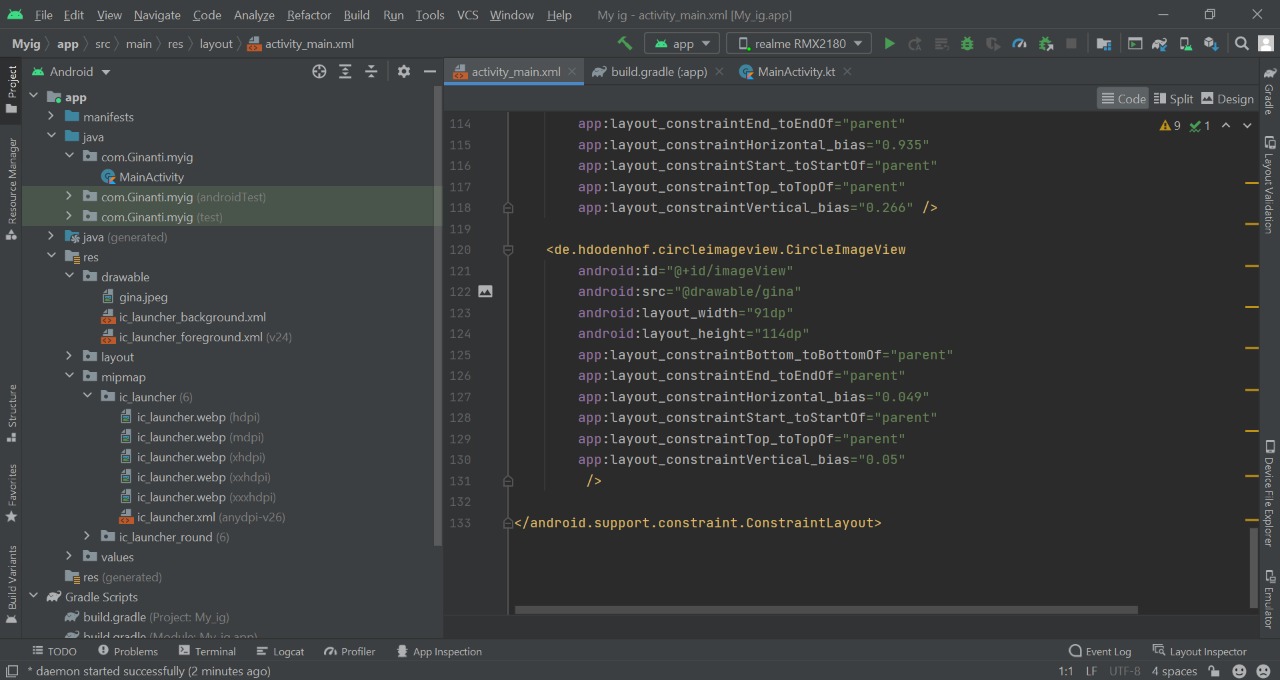 File Edit View Navigate Code Analyze Refactor Build Run Tools VCS Window Help My ig - activity_main.xml [My_ig.app]
Myig app src main res layout activity_main.xml app realme RMX2180
Project
Resource Manager
Structure
Favorites
Build Variants
Android
app
manifests
java
com.Ginanti.myig
MainActivity
com.Ginanti.myig (androidTest)
com.Ginanti.myig (test)
java (generated)
res
drawable
gina.jpeg
ic_launcher_background.xml
ic_launcher_foreground.xml (v24)
layout
mipmap
ic_launcher (6)
ic_launcher.webp (hdpi)
ic_launcher.webp (mdpi)
ic_launcher.webp (xhdpi)
ic_launcher.webp (xxhdpi)
ic_launcher.webp (xxxhdpi)
ic_launcher.xml (anydpi-v26)
ic_launcher_round (6)
values
res (generated)
Gradle Scripts
build.gradle (Project: My_ig)
build.gradle (Module: My_ig.app)
activity_main.xml build.gradle (:app) MainActivity.kt
Code Split Design
9 1
114 app:layout_constraintEnd_toEndOf="parent"
115 app:layout_constraintHorizontal_bias="0.935"
116 app:layout_constraintStart_toStartOf="parent"
117 app:layout_constraintTop_toTopOf="parent"
118 app:layout_constraintVertical_bias="0.266" />
119
120 <de.hdodenhof.circleimageview.CircleImageView
121 android:id="@+id/imageView"
122 android:src="@drawable/gina"
123 android:layout_width="91dp"
124 android:layout_height="114dp"
125 app:layout_constraintBottom_toBottomOf="parent"
126 app:layout_constraintEnd_toEndOf="parent"
127 app:layout_constraintHorizontal_bias="0.049"
128 app:layout_constraintStart_toStartOf="parent"
129 app:layout_constraintTop_toTopOf="parent"
130 app:layout_constraintVertical_bias="0.05"
131 />
132
133 </android.support.constraint.ConstraintLayout>
Gradle
Layout Validation
Device File Explorer
Emulator
TODO Problems Terminal Logcat Profiler App Inspection Event Log Layout Inspector
* daemon started successfully (2 minutes ago) 1:1 LF UTF-8 4 spaces